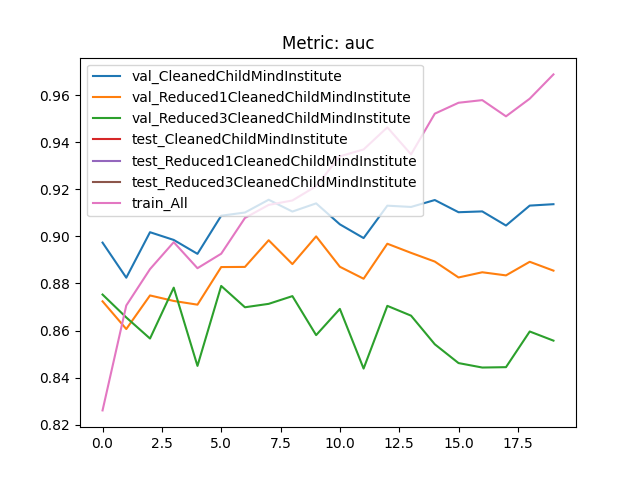 Metric: auc
val_CleanedChildMindInstitute
val_Reduced1CleanedChildMindInstitute
val_Reduced3CleanedChildMindInstitute
test_CleanedChildMindInstitute
test_Reduced1CleanedChildMindInstitute
test_Reduced3CleanedChildMindInstitute
train_All
0.96
0.94
0.92
0.90
0.88
0.86
0.84
0.82
0.0 2.5 5.0 7.5 10.0 12.5 15.0 17.5